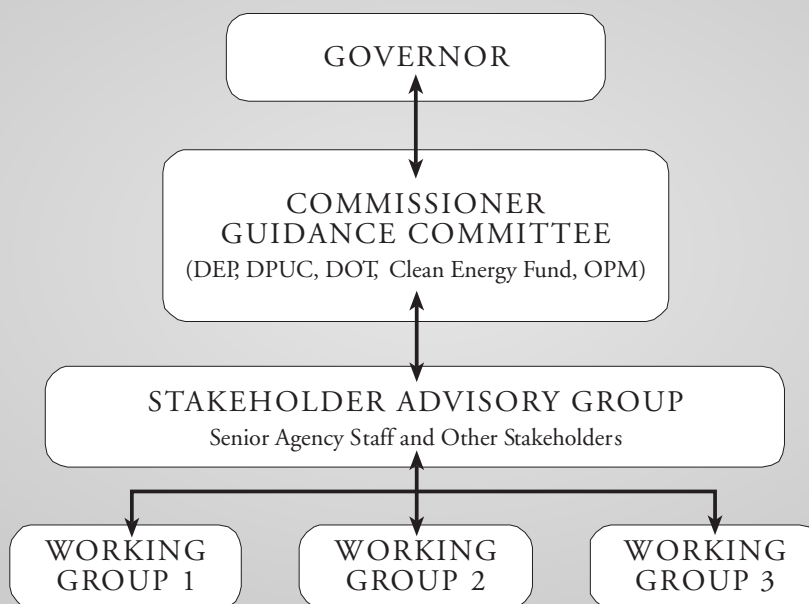 GOVERNOR
COMMISSIONER
GUIDANCE COMMITTEE
(DEP, DPUC, DOT, Clean Energy Fund, OPM)
STAKEHOLDER ADVISORY GROUP
Senior Agency Staff and Other Stakeholders
WORKING
GROUP 1
WORKING
GROUP 2
WORKING
GROUP 3